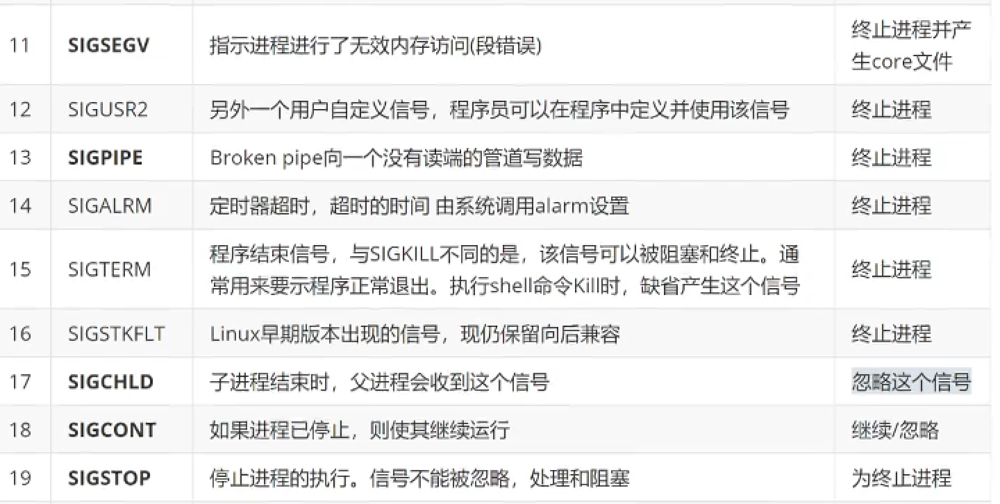 11 SIGSEGV 指示进程进行了无效内存访问(段错误) 终止进程并产
生core文件
12 SIGUSR2 另外一个用户自定义信号，程序员可以在程序中定义并使用该信号 终止进程
13 SIGPIPE Broken pipe向一个没有读端的管道写数据 终止进程
14 SIGALRM 定时器超时，超时的时间 由系统调用alarm设置 终止进程
15 SIGTERM 程序结束信号，与SIGKILL不同的是，该信号可以被阻塞和终止。通
常用来要示程序正常退出。执行shell命令Kill时，缺省产生这个信号 终止进程
16 SIGSTKFLT Linux早期版本出现的信号，现仍保留向后兼容 终止进程
17 SIGCHLD 子进程结束时，父进程会收到这个信号 忽略这个信号
18 SIGCONT 如果进程已停止，则使其继续运行 继续/忽略
19 SIGSTOP 停止进程的执行。信号不能被忽略，处理和阻塞 为终止进程